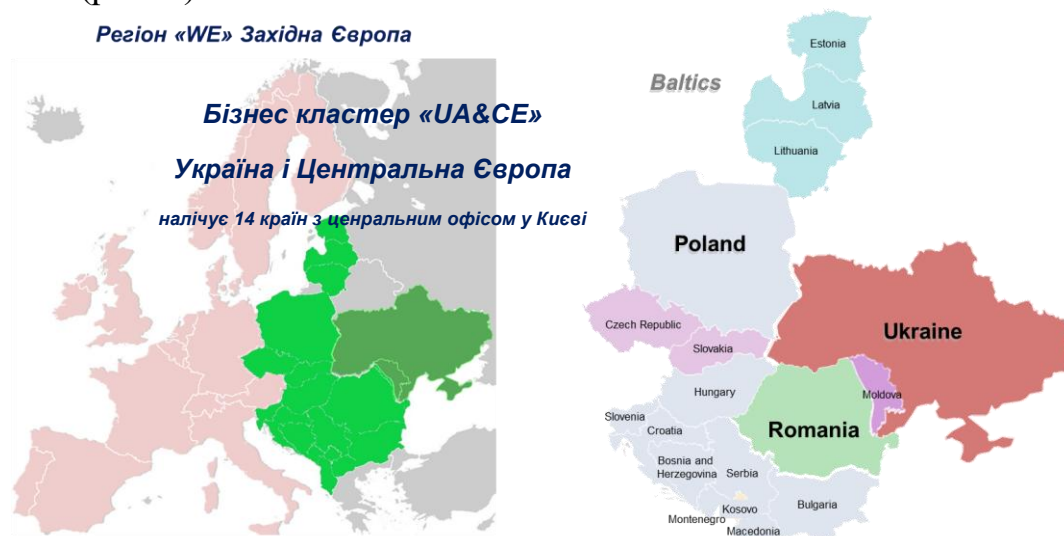 Регіон «WE» Західна Європа
Бізнес кластер «UA&CE»
Україна і Центральна Європа
налічує 14 країн з ценральним офісом у Києві
Baltics
Estonia
Latvia
Lithuania
Poland
Czech Republic
Slovakia
Ukraine
Hungary
Moldova
Slovenia
Croatia
Romania
Bosnia and
Herzegovina
Serbia
Bulgaria
Kosovo
Montenegro
Macedonia